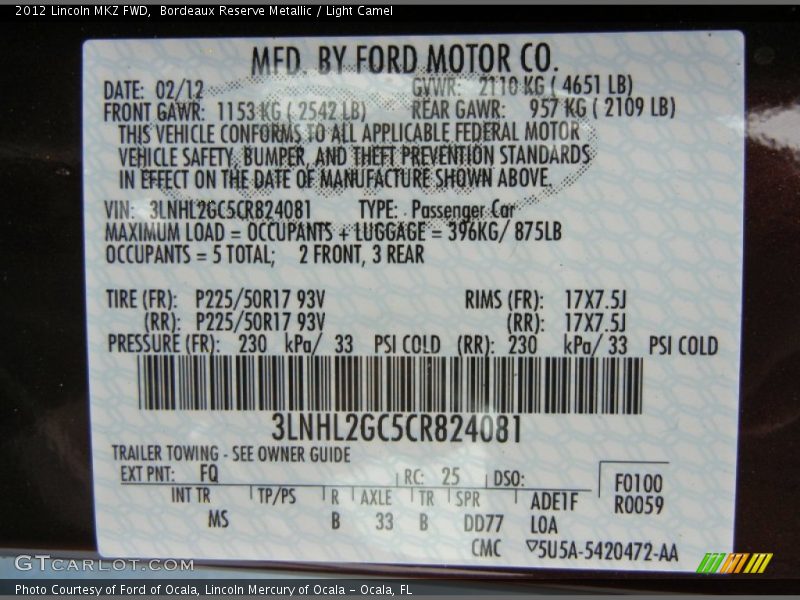 2012 Lincoln MKZ FWD, Bordeaux Reserve Metallic / Light Camel
MFD. BY FORD MOTOR CO.
DATE: 02/12 GVWR: 2110 KG ( 4651 LB)
FRONT GAWR: 1153 KG ( 2542 LB) REAR GAWR: 957 KG ( 2109 LB)
THIS VEHICLE CONFORMS TO ALL APPLICABLE FEDERAL MOTOR
VEHICLE SAFETY, BUMPER, AND THEFT PREVENTION STANDARDS
IN EFFECT ON THE DATE OF MANUFACTURE SHOWN ABOVE.
VIN: 3LNHL2GC5CR824081 TYPE: Passenger Car
MAXIMUM LOAD = OCCUPANTS + LUGGAGE = 396KG/ 875LB
OCCUPANTS = 5 TOTAL; 2 FRONT, 3 REAR
TIRE (FR): P225/50R17 93V RIMS (FR): 17X7.5J
(RR): P225/50R17 93V (RR): 17X7.5J
PRESSURE (FR): 230 kPa/ 33 PSI COLD (RR): 230 kPa/ 33 PSI COLD
3LNHL2GC5CR824081
TRAILER TOWING - SEE OWNER GUIDE
EXT PNT: FQ RC: 25 DSO: F0100
INT TR TP/PS R AXLE TR SPR ADE1F R0059
MS B 33 B DD77 LOA
CMC ▽5U5A-5420472-AA
GTCARLOT.COM
Photo Courtesy of Ford of Ocala, Lincoln Mercury of Ocala - Ocala, FL